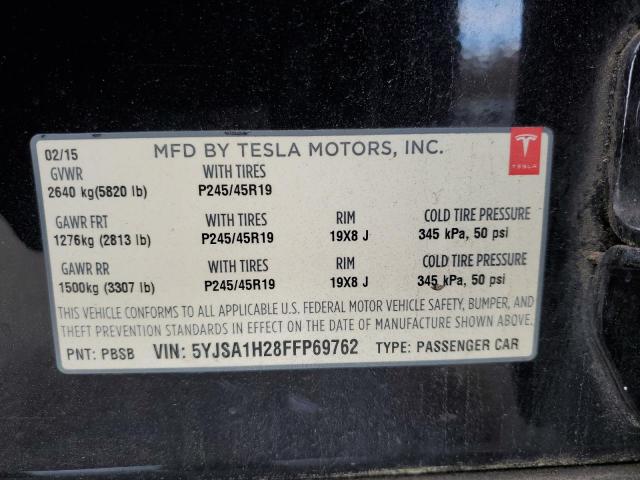 02/15 MFD BY TESLA MOTORS, INC.
GVWR WITH TIRES
2640 kg(5820 lb) P245/45R19
TESLA
GAWR FRT WITH TIRES RIM COLD TIRE PRESSURE
1276kg (2813 lb) P245/45R19 19X8 J 345 kPa, 50 psi
GAWR RR WITH TIRES RIM COLD TIRE PRESSURE
1500kg (3307 lb) P245/45R19 19X8 J 345 kPa, 50 psi
THIS VEHICLE CONFORMS TO ALL APPLICABLE U.S. FEDERAL MOTOR VEHICLE SAFETY, BUMPER, AND
THEFT PREVENTION STANDARDS IN EFFECT ON THE DATE OF MANUFACTURE SHOWN ABOVE.
PNT: PBSB VIN: 5YJSA1H28FFP69762 TYPE: PASSENGER CAR